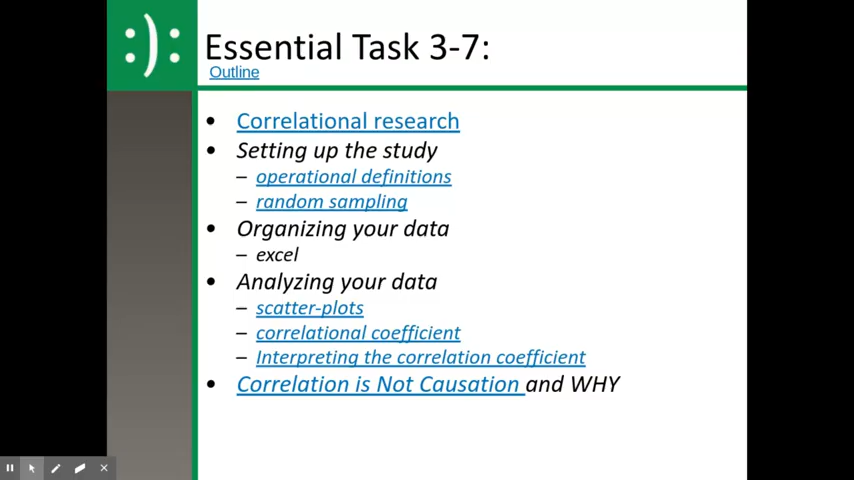 :):
Essential Task 3-7:
Outline
• Correlational research
• Setting up the study
– operational definitions
– random sampling
• Organizing your data
– excel
• Analyzing your data
– scatter-plots
– correlational coefficient
– Interpreting the correlation coefficient
• Correlation is Not Causation and WHY